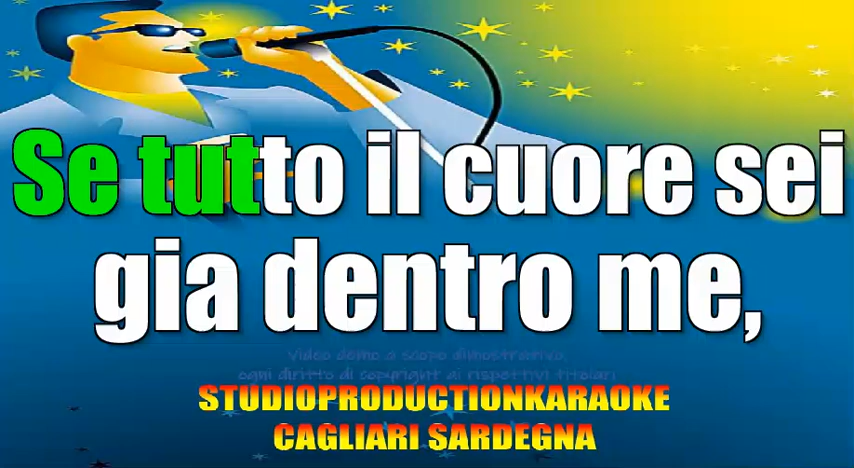 Se tutto il cuore sei
gia dentro me,
Video demo a scopo dimostrativo,
ogni diritto di copyright ai rispettivi titolari
STUDIOPRODUCTIONKARAOKE
CAGLIARI SARDEGNA